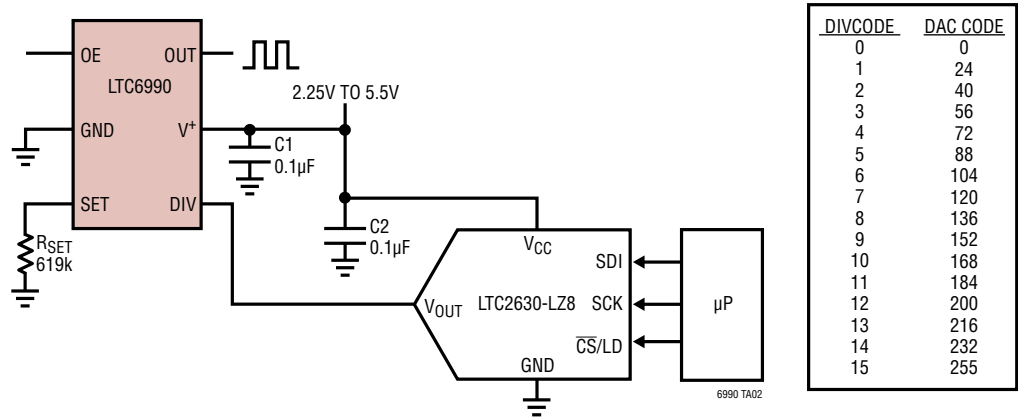 OE
OUT
LTC6990
GND
V+
SET
DIV
RSET
619k
2.25V TO 5.5V
C1
0.1µF
C2
0.1µF
VCC
VOUT
LTC2630-LZ8
SDI
SCK
CS/LD
GND
µP
6990 TA02
DIVCODE DAC CODE
0 0
1 24
2 40
3 56
4 72
5 88
6 104
7 120
8 136
9 152
10 168
11 184
12 200
13 216
14 232
15 255